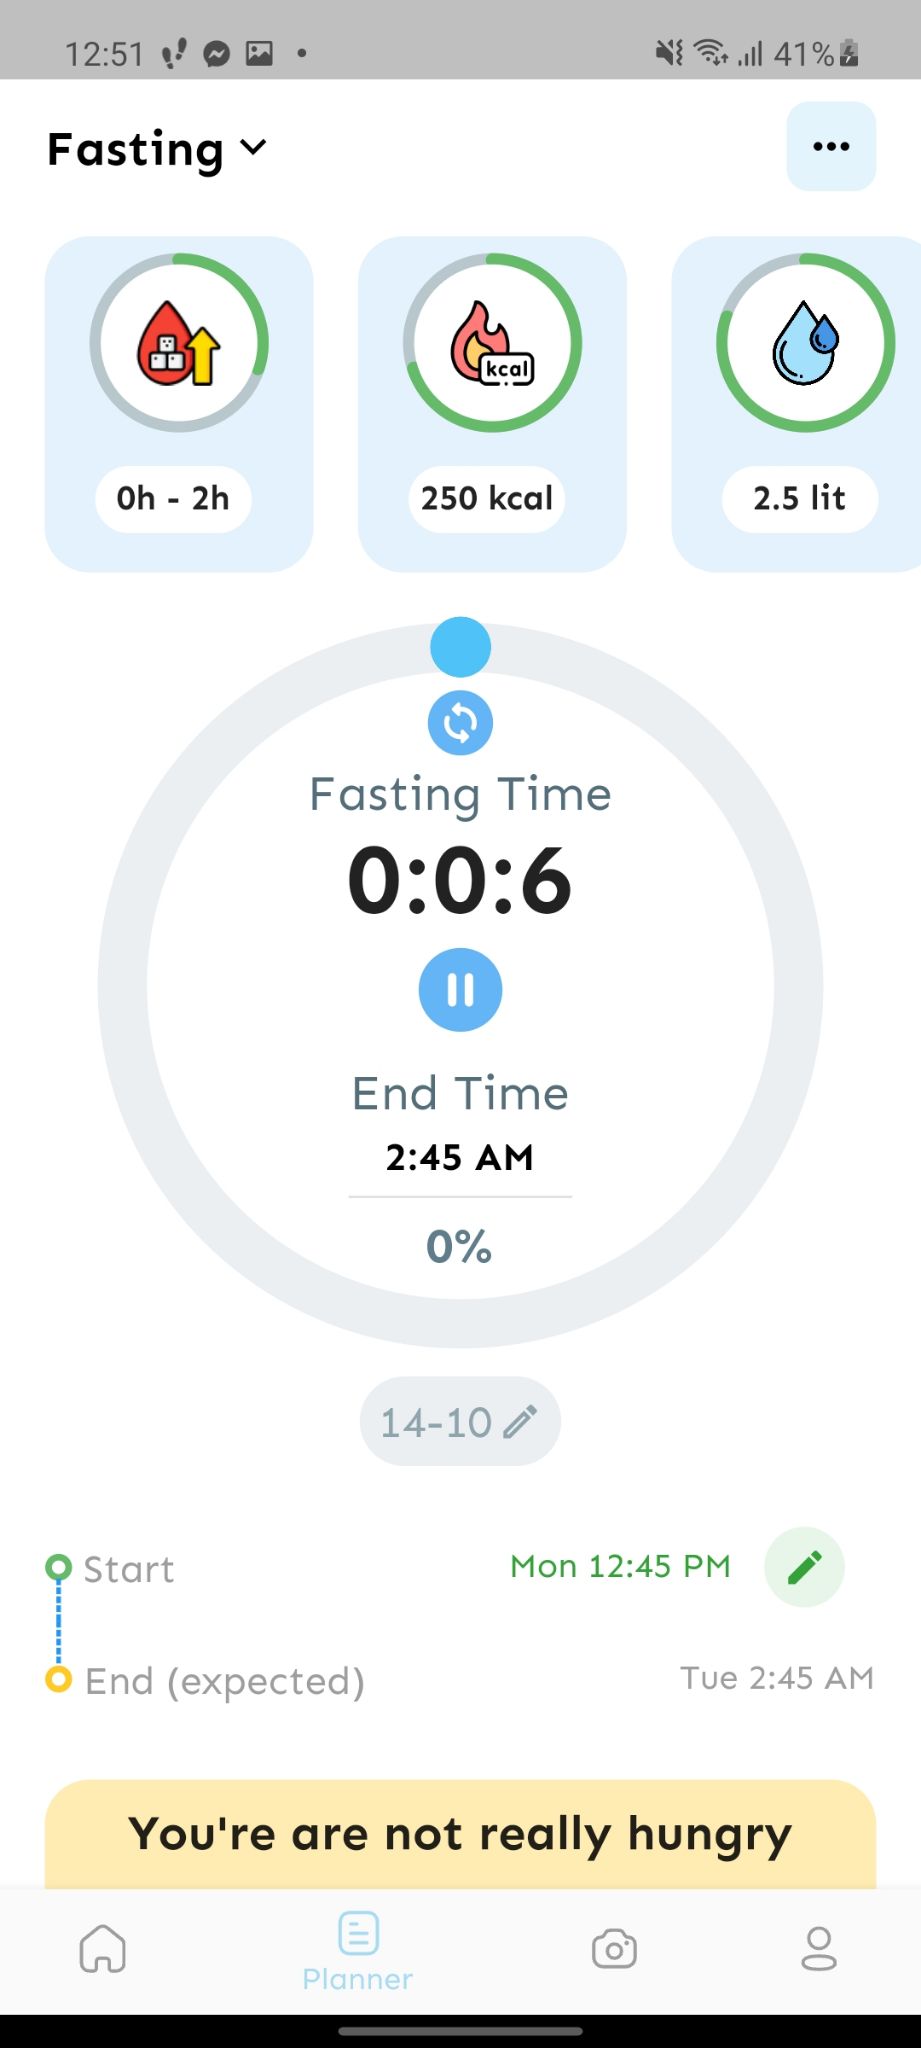 12:51
41%
Fasting
kcal
0h - 2h
250 kcal
2.5 lit
Fasting Time
0:0:6
End Time
2:45 AM
0%
14-10
Start
Mon 12:45 PM
End (expected)
Tue 2:45 AM
You're are not really hungry
Planner